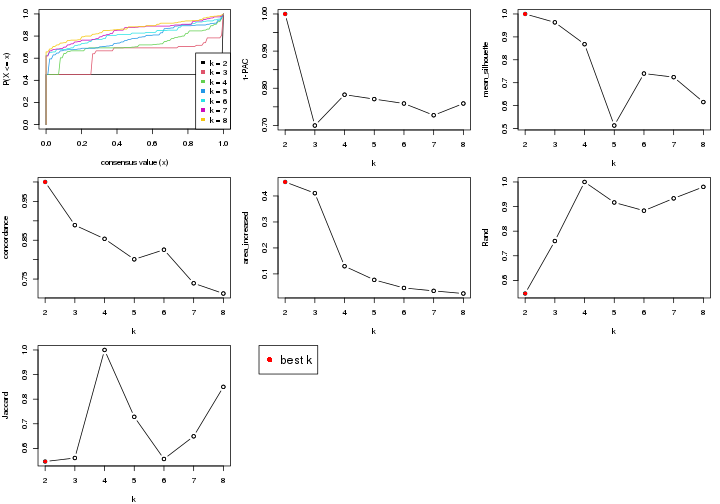 P(X <= x)
0.0 0.2 0.4 0.6 0.8 1.0
0.0 0.2 0.4 0.6 0.8 1.0
consensus value (x)
k = 2
k = 3
k = 4
k = 5
k = 6
k = 7
k = 8
1-PAC
0.70 0.80 0.90 1.00
2 3 4 5 6 7 8
k
mean_silhouette
0.5 0.6 0.7 0.8 0.9 1.0
2 3 4 5 6 7 8
k
concordance
0.75 0.85 0.95
2 3 4 5 6 7 8
k
area_increased
0.1 0.2 0.3 0.4
2 3 4 5 6 7 8
k
Rand
0.6 0.7 0.8 0.9 1.0
2 3 4 5 6 7 8
k
Jaccard
0.6 0.7 0.8 0.9 1.0
2 3 4 5 6 7 8
k
best k